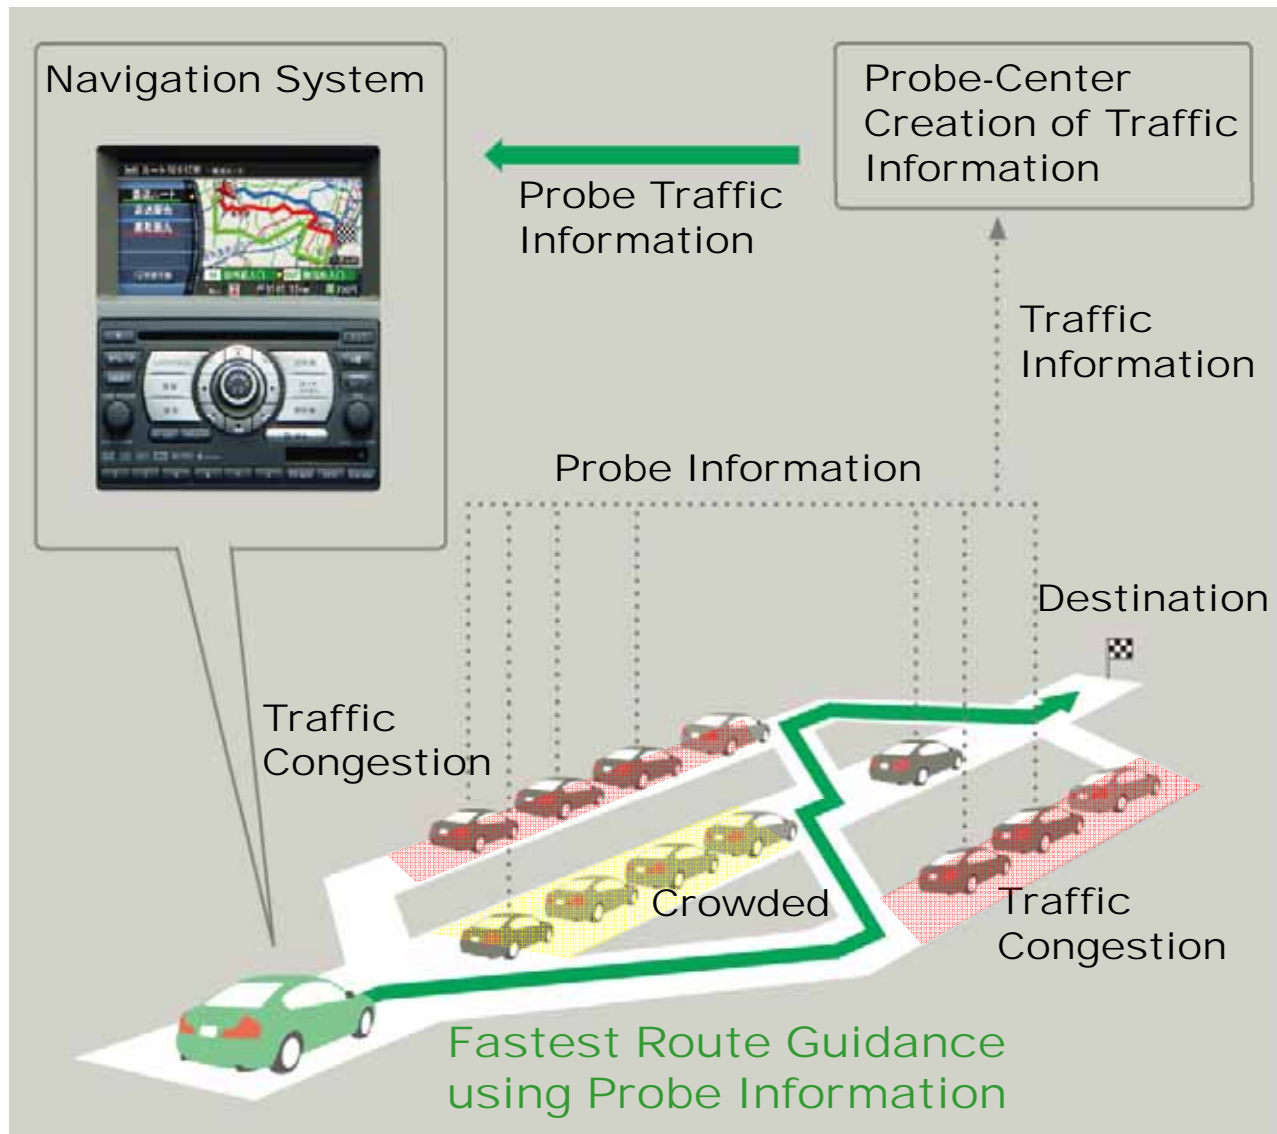 Navigation System
Probe-Center
Creation of Traffic
Information
Probe Traffic
Information
Traffic
Information
Probe Information
Destination
Traffic
Congestion
Crowded
Traffic
Congestion
Fastest Route Guidance
using Probe Information